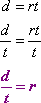 d = rt
d/t = rt/t
d/t = r